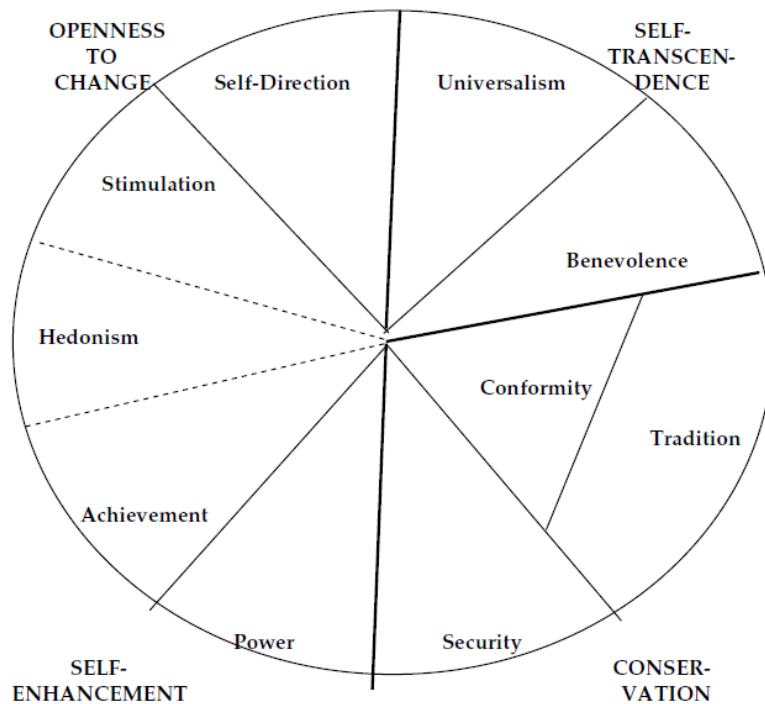 OPENNESS
TO
CHANGE
SELF-
TRANSCEN-
DENCE
Self-Direction
Universalism
Stimulation
Benevolence
Hedonism
Conformity
Tradition
Achievement
Power
Security
SELF-
ENHANCEMENT
CONSER-
VATION